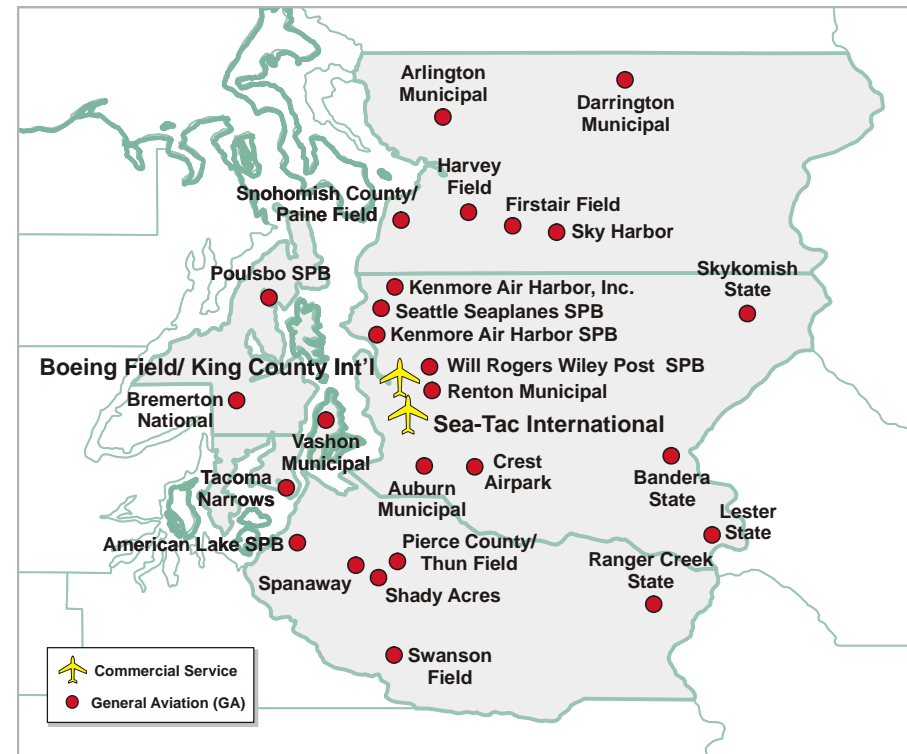 Arlington
Municipal
Darrington
Municipal
Harvey
Field
Snohomish County/
Paine Field
Firstair Field
Sky Harbor
Skykomish
State
Poulsbo SPB
Kenmore Air Harbor, Inc.
Seattle Seaplanes SPB
Kenmore Air Harbor SPB
Boeing Field/ King County Int'l
Will Rogers Wiley Post SPB
Renton Municipal
Bremerton
National
Sea-Tac International
Vashon
Municipal
Tacoma
Narrows
Auburn
Municipal
Crest
Airpark
Bandera
State
Lester
State
American Lake SPB
Pierce County/
Thun Field
Ranger Creek
State
Spanaway
Shady Acres
Swanson
Field
Commercial Service
General Aviation (GA)